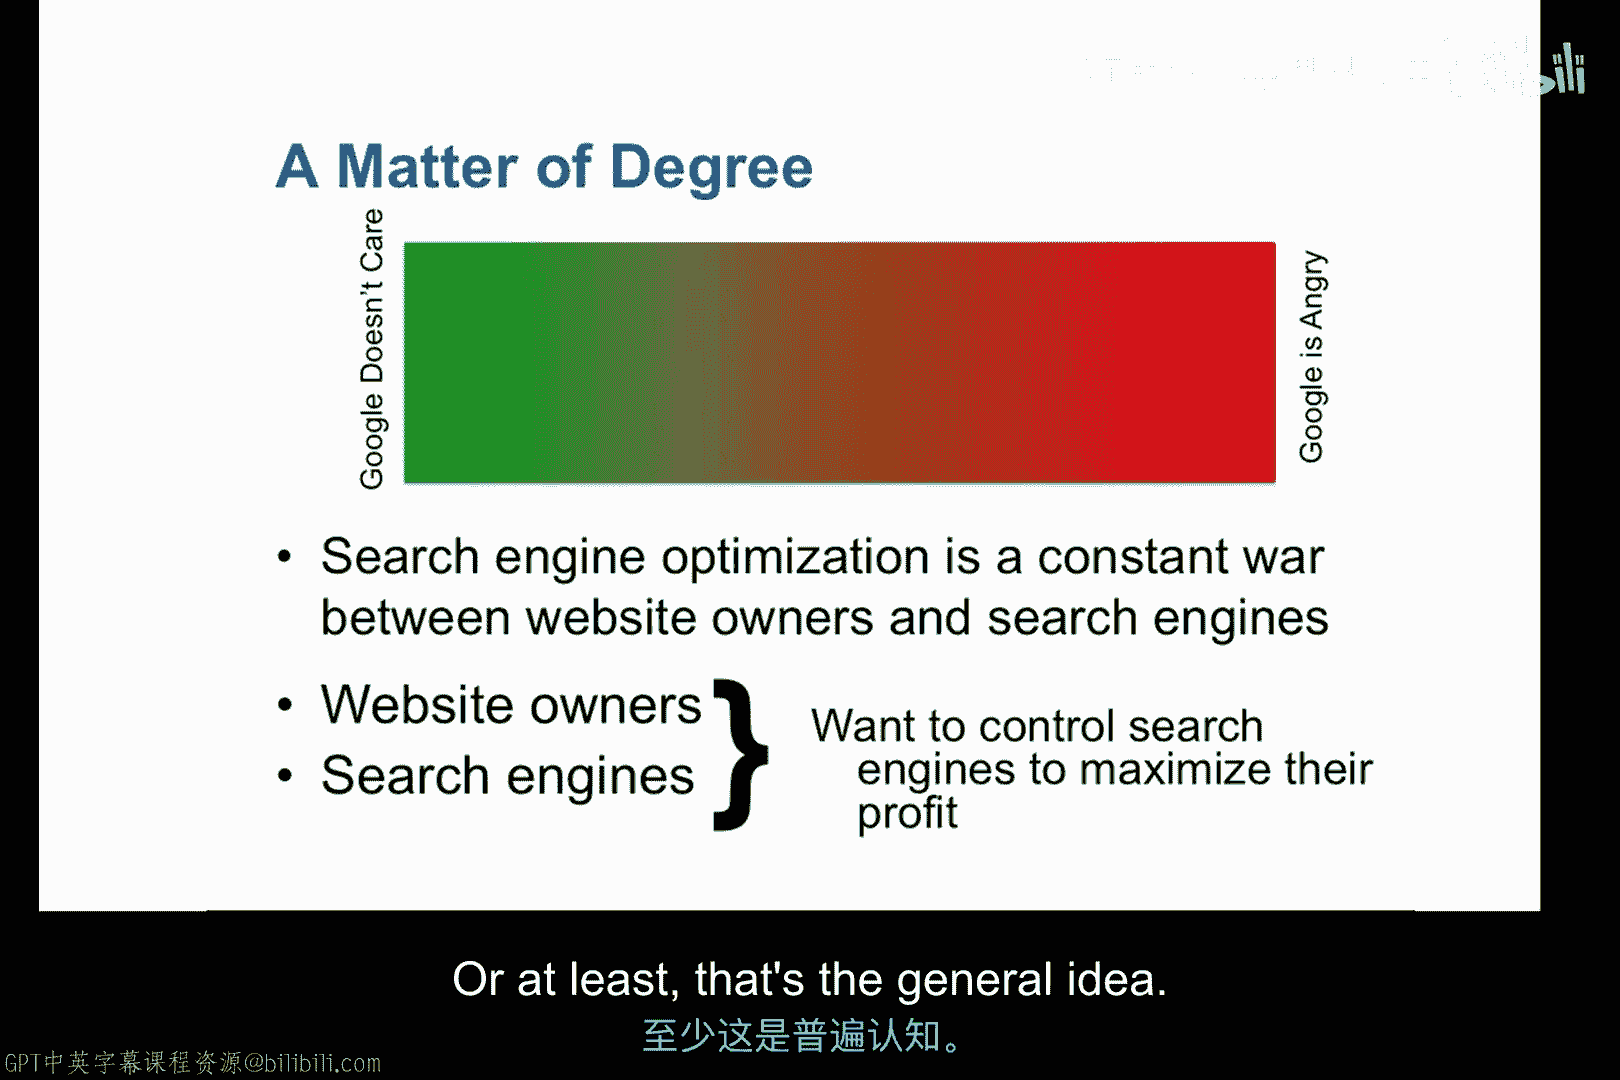 A Matter of Degree
Google Doesn't Care
Google is Angry
• Search engine optimization is a constant war
between website owners and search engines
• Website owners
• Search engines
}
Want to control search
engines to maximize their
profit
Or at least, that's the general idea.
至少这是普遍认知。
GPT中英字幕课程资源@bilibili.com